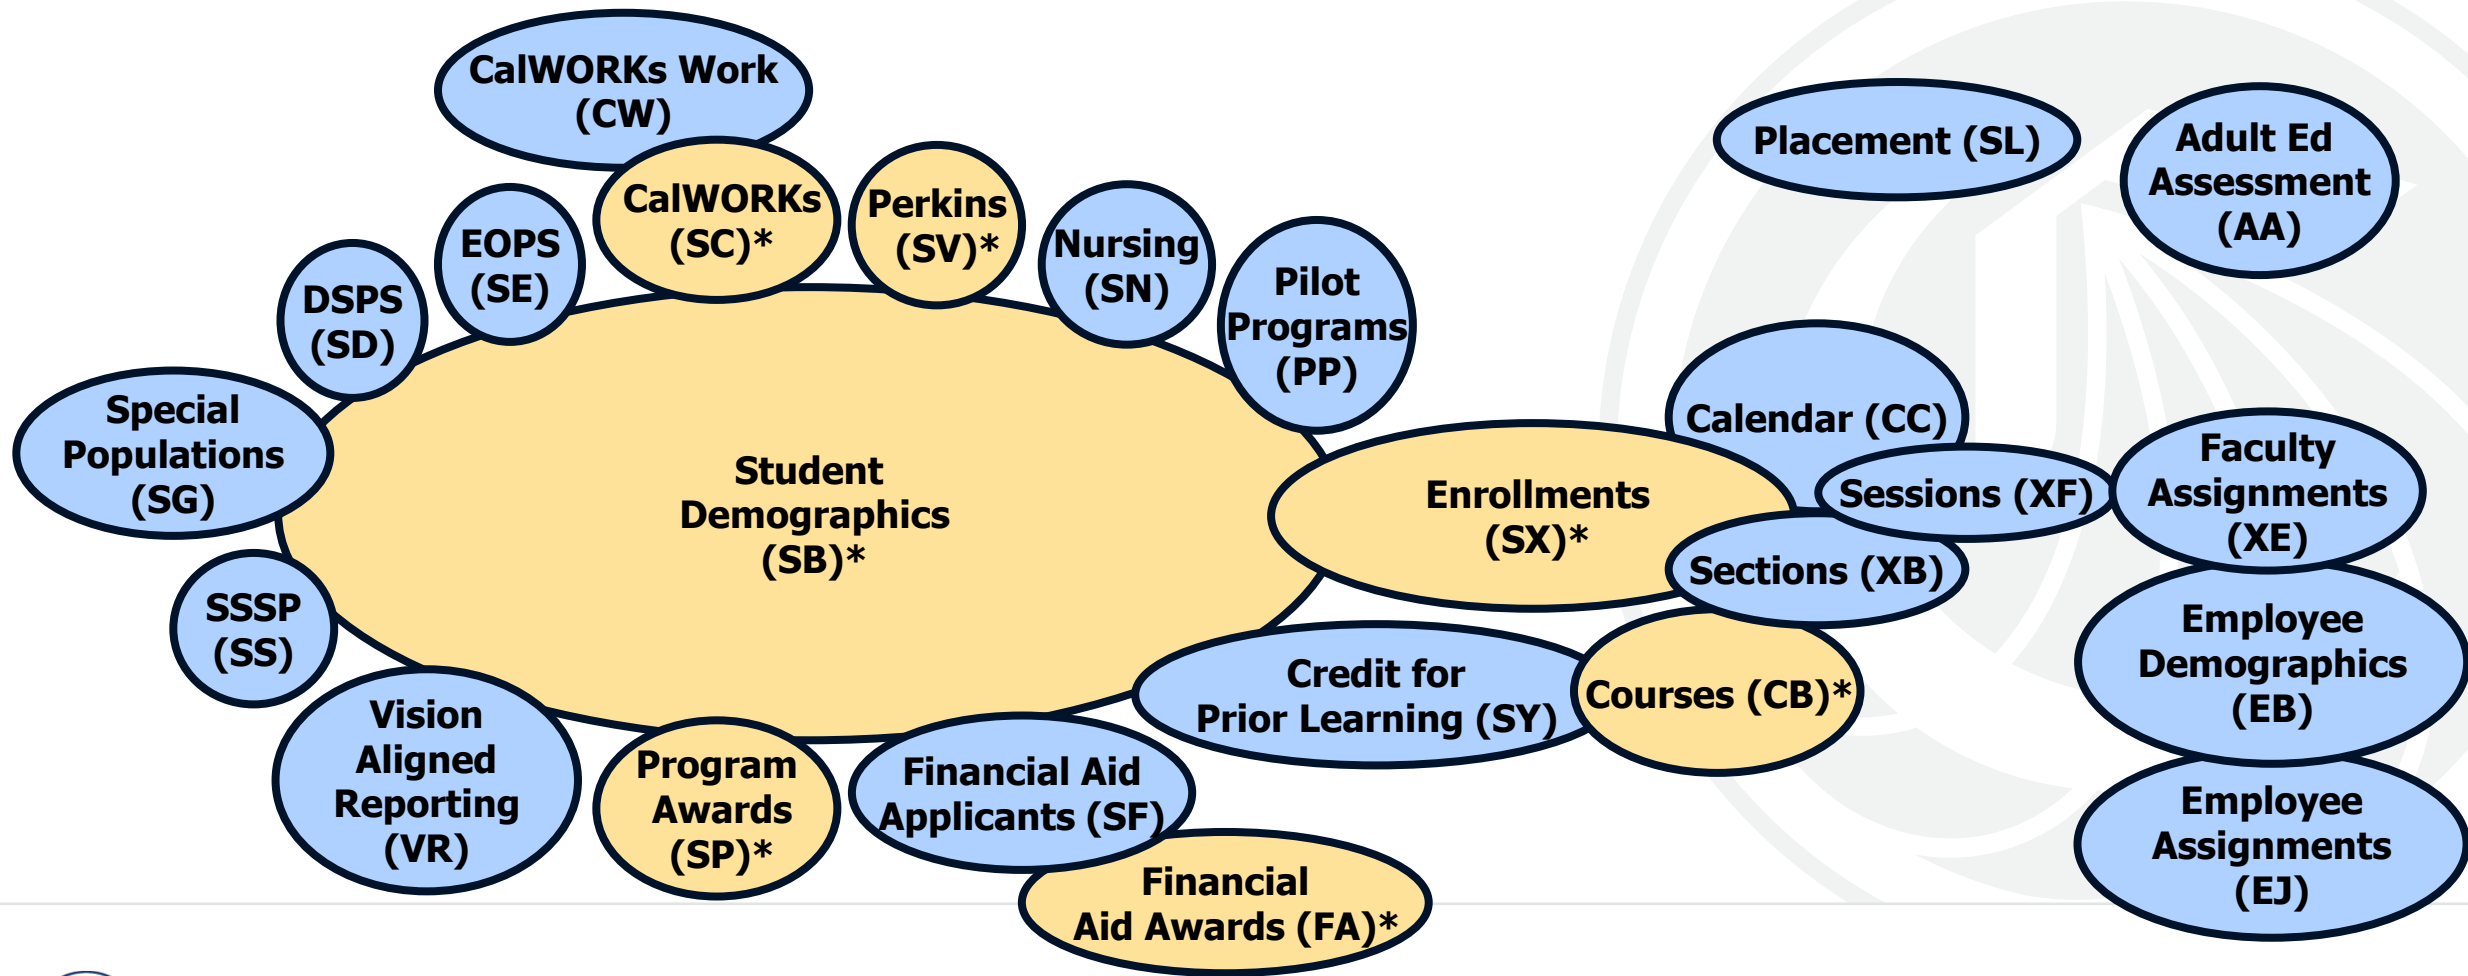 CalWORKs Work
(CW)
CalWORKs
(SC)*
Perkins
(SV)*
Nursing
(SN)
Pilot
Programs
(PP)
EOPS
(SE)
DSPS
(SD)
Special
Populations
(SG)
SSSP
(SS)
Vision
Aligned
Reporting
(VR)
Student
Demographics
(SB)*
Program
Awards
(SP)*
Financial Aid
Applicants (SF)
Financial
Aid Awards (FA)*
Credit for
Prior Learning (SY)
Courses (CB)*
Enrollments
(SX)*
Calendar (CC)
Sessions (XF)
Sections (XB)
Placement (SL)
Adult Ed
Assessment
(AA)
Faculty
Assignments
(XE)
Employee
Demographics
(EB)
Employee
Assignments
(EJ)